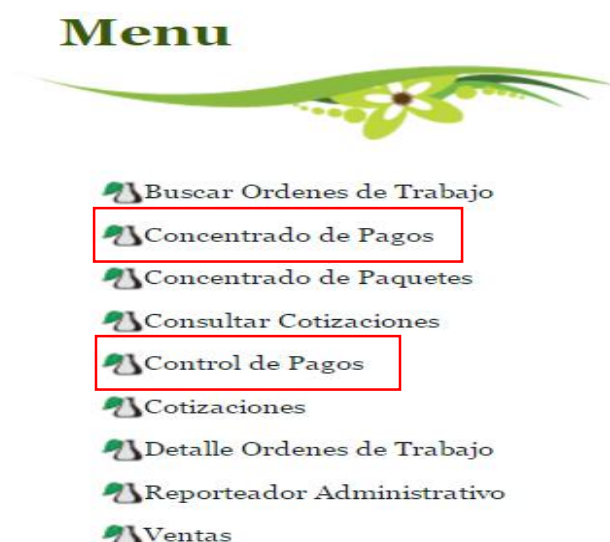 Menu
Buscar Ordenes de Trabajo
Concentrado de Pagos
Concentrado de Paquetes
Consultar Cotizaciones
Control de Pagos
Cotizaciones
Detalle Ordenes de Trabajo
Reporteador Administrativo
Ventas